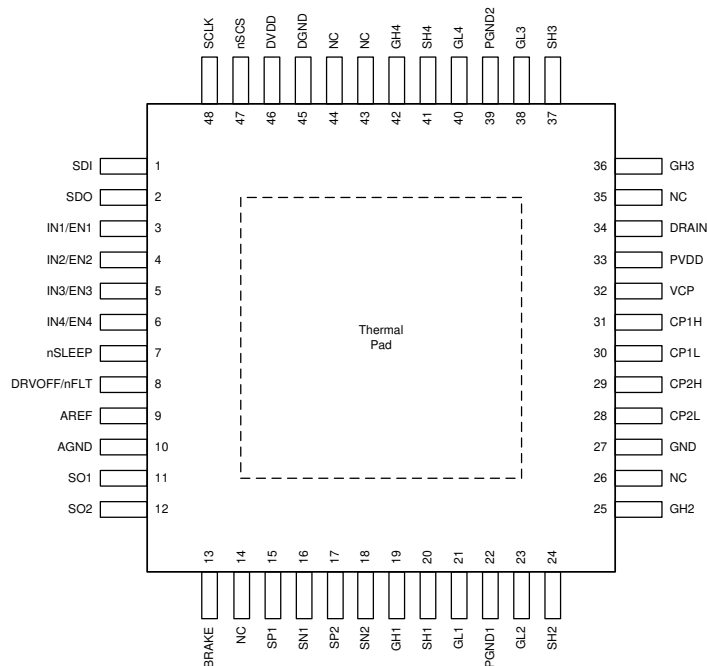 SCLK
nSCS
DVDD
DGND
NC
NC
GH4
SH4
GL4
PGND2
GL3
SH3
48
47
46
45
44
43
42
41
40
39
38
37
SDI 1
SDO 2
IN1/EN1 3
IN2/EN2 4
IN3/EN3 5
IN4/EN4 6
nSLEEP 7
DRVOFF/nFLT 8
AREF 9
AGND 10
SO1 11
SO2 12
Thermal
Pad
36 GH3
35 NC
34 DRAIN
33 PVDD
32 VCP
31 CP1H
30 CP1L
29 CP2H
28 CP2L
27 GND
26 NC
25 GH2
13
14
15
16
17
18
19
20
21
22
23
24
BRAKE
NC
SP1
SN1
SP2
SN2
GH1
SH1
GL1
PGND1
GL2
SH2